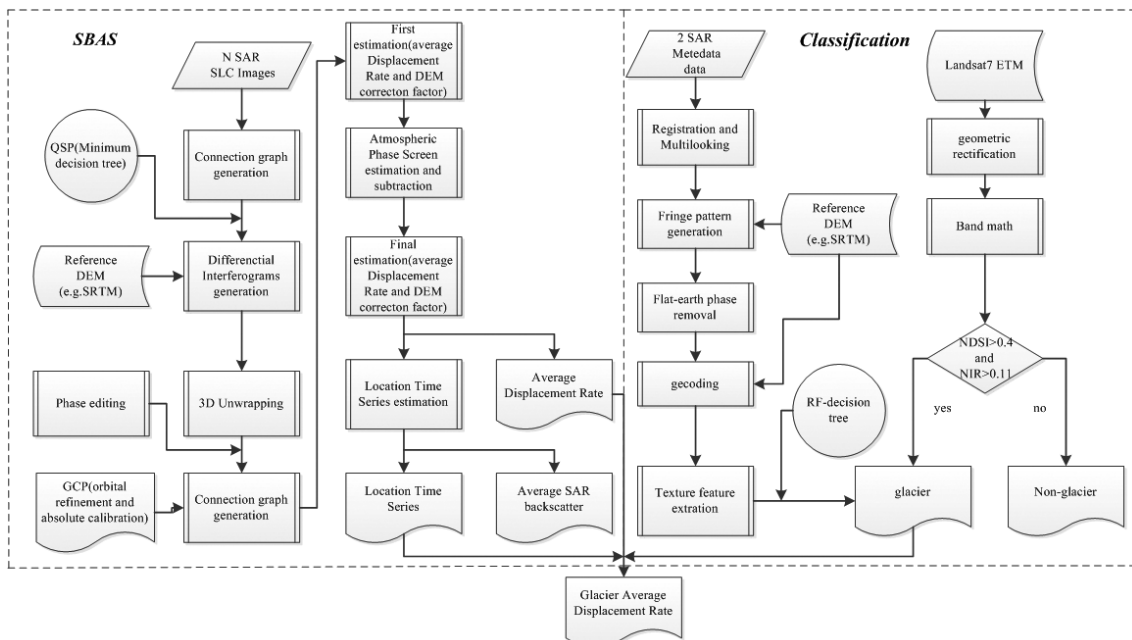 SBAS
N SAR
SLC Images
QSP(Minimum
decision tree)
Connection graph
generation
Reference
DEM
(e.g.SRTM)
Differenctial
Interferograms
generation
Phase editing
3D Unwrapping
GCP(orbital
refinement and
absolute calibration)
Connection graph
generation
First
estimation(average
Displacement
Rate and DEM
correcton factor)
Atmospheric
Phase Screen
estimation and
subtraction
Final
estimation(average
Displacement
Rate and DEM
correcton factor)
Location Time
Series estimation
Average
Displacement Rate
Location Time
Series
Average SAR
backscatter
Classification
2 SAR
Metedata
data
Registration and
Multilooking
Fringe pattern
generation
Reference
DEM
(e.g.SRTM)
Flat-earth phase
removal
gecoding
RF-decision
tree
Texture feature
extration
Landsat7 ETM
geometric
rectification
Band math
NDSI>0.4
and
NIR>0.11
yes
no
glacier
Non-glacier
Glacier Average
Displacement Rate